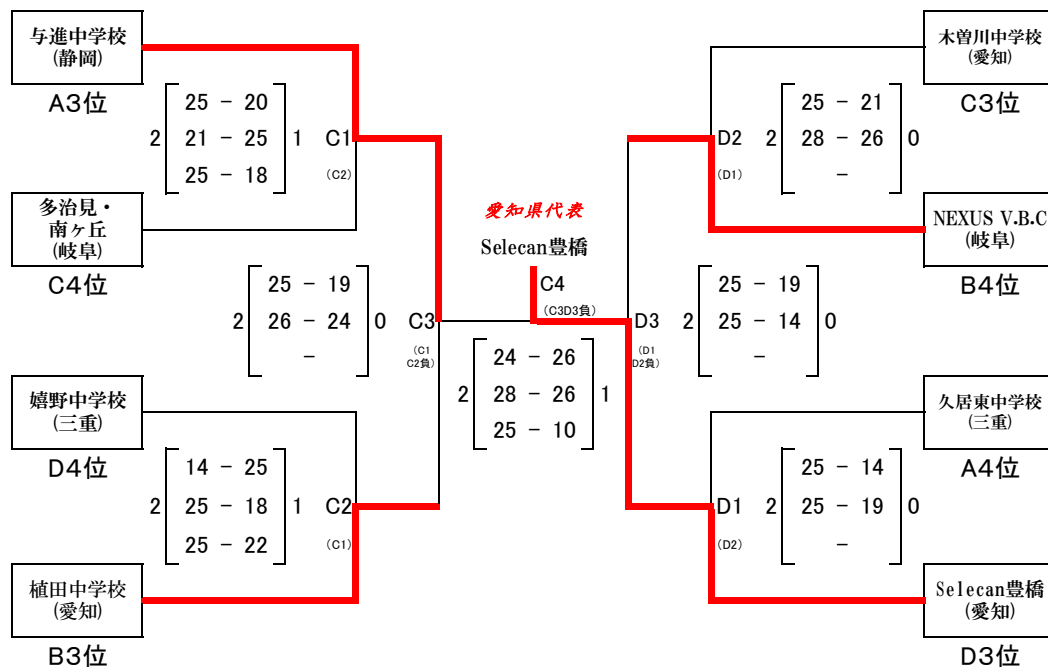 与進中学校
(静岡)
A3位
25 - 20
2 21 - 25 1
25 - 18
C1
(C2)
多治見・
南ヶ丘
(岐阜)
C4位
25 - 19
2 26 - 24 0
-
C3
(C1
C2負)
嬉野中学校
(三重)
D4位
14 - 25
2 25 - 18 1
25 - 22
C2
(C1)
植田中学校
(愛知)
B3位
愛知県代表
Selecan豊橋
C4
(C3D3負)
24 - 26
2 28 - 26 1
25 - 10
木曽川中学校
(愛知)
C3位
D2
(D1)
25 - 21
2 28 - 26 0
-
NEXUS V.B.C
(岐阜)
B4位
D3
(D1
D2負)
25 - 19
2 25 - 14 0
-
久居東中学校
(三重)
A4位
D1
(D2)
25 - 14
2 25 - 19 0
-
Selecan豊橋
(愛知)
D3位